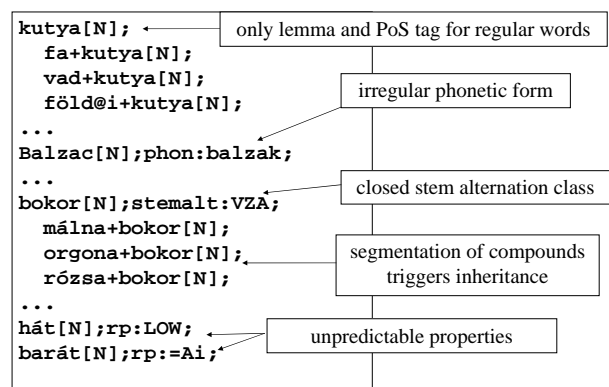 kutya[N];
only lemma and PoS tag for regular words
fa+kutya[N];
vad+kutya[N];
föld@i+kutya[N];
irregular phonetic form
...
Balzac[N];phon:balzak;
...
closed stem alternation class
bokor[N];stemalt:VZA;
málna+bokor[N];
orgona+bokor[N];
segmentation of compounds
triggers inheritance
rózsa+bokor[N];
...
hát[N];rp:LOW;
unpredictable properties
barát[N];rp:=Ai;